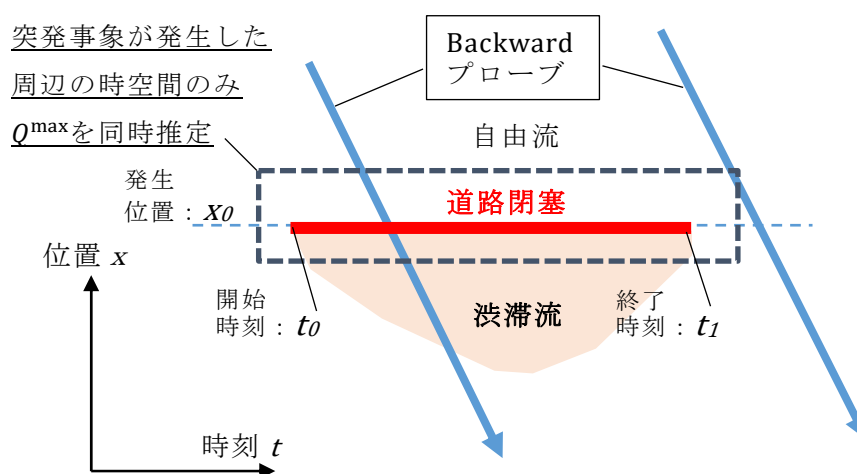 突発事象が発生した
周辺の時空間のみ
Q^maxを同時推定
Backward
プローブ
自由流
発生
位置：x0
道路閉塞
位置 x
開始
時刻：t0
渋滞流
終了
時刻：t1
時刻 t